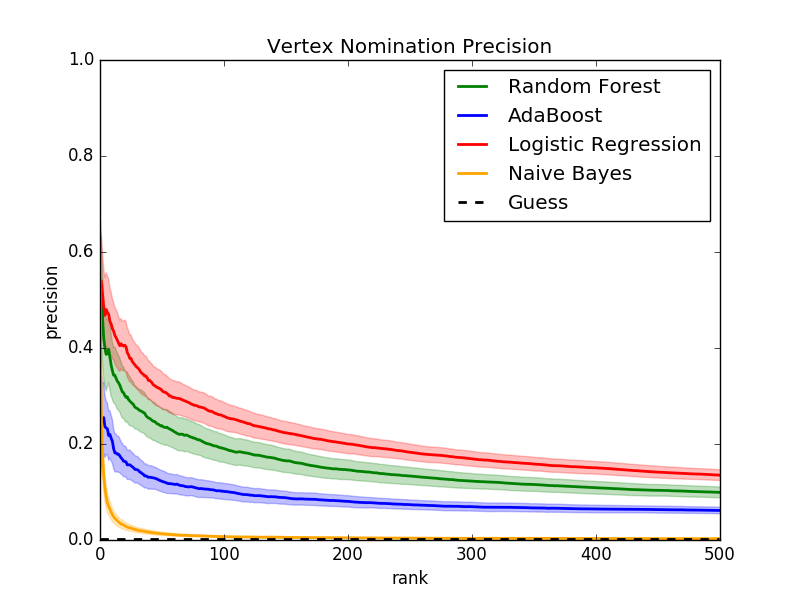 Vertex Nomination Precision
1.0
0.8
0.6
0.4
0.2
0.0
precision
Random Forest
AdaBoost
Logistic Regression
Naive Bayes
Guess
0 100 200 300 400 500
rank